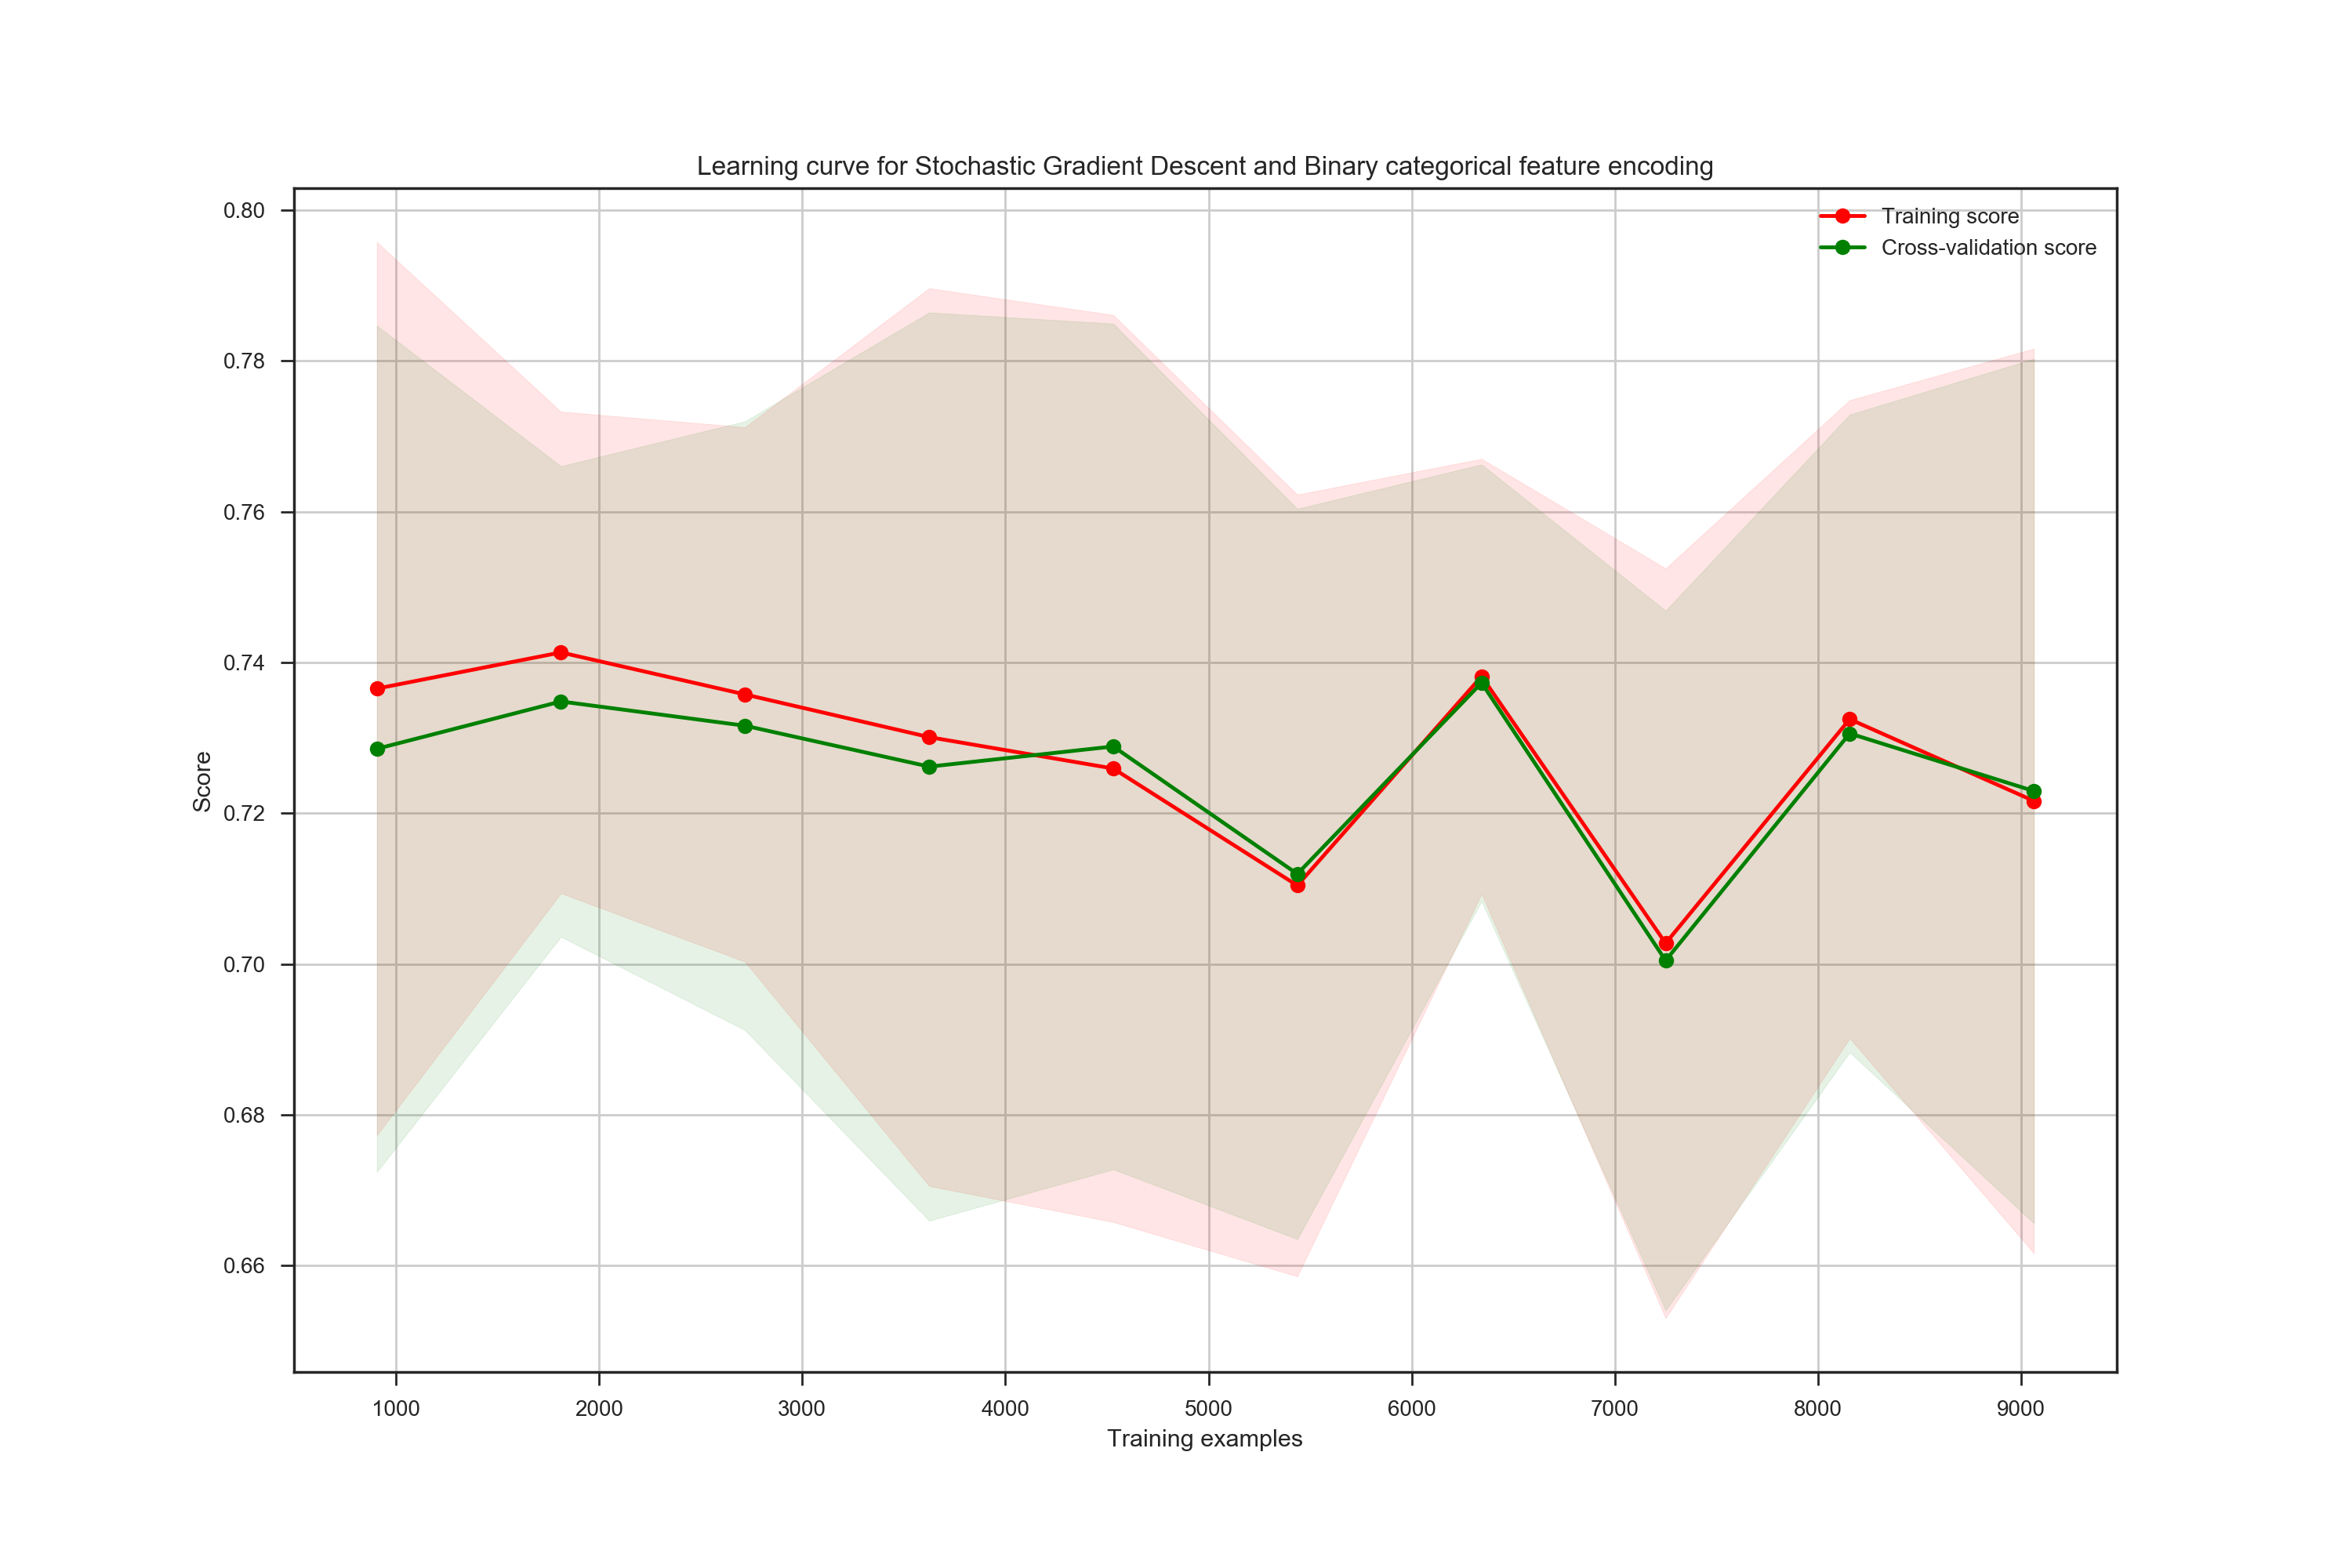 Learning curve for Stochastic Gradient Descent and Binary categorical feature encoding
Training score
Cross-validation score
0.80
0.78
0.76
0.74
0.72
0.70
0.68
0.66
Score
1000 2000 3000 4000 5000 6000 7000 8000 9000
Training examples